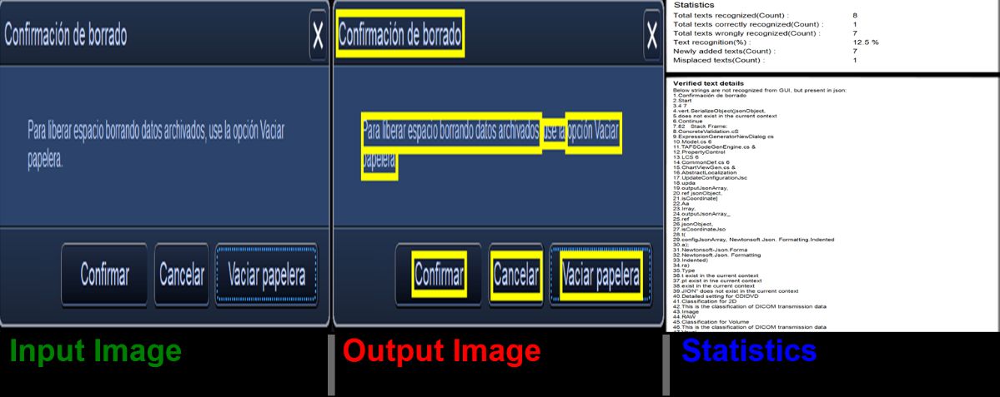 Confirmación de borrado
X
Para liberar espacio borrando datos archivados, use la opción Vaciar
papelera.
Confirmar
Cancelar
Vaciar papelera
Input Image
Confirmación de borrado
X
Para liberar espacio borrando datos archivados, use la opción Vaciar
papelera
Confirmar
Cancelar
Vaciar papelera
Output Image
Statistics
Total texts recognized(Count) : 8
Total texts correctly recognized(Count) : 1
Total texts wrongly recognized(Count) : 7
Text recognition(%) : 12.5 %
Newly added texts(Count) : 7
Misplaced texts(Count) : 1
Verified text details
Below strings are not recognized from GUI, but present in json:
1.Confirmación de borrado
2.Start
3.4 7
4.vert.SerializeObject(jsonObject,
5.does not exist in the current context
6.Continue
7.82 Stack Frame:
8.ConcreteValidation.cS
9.ExpressionGeneratorNewDialog cs
10.Model.cs 6
11.TAFSCodeGenEngine.cs &
12.PropertyControl
13.LCS 6
14.CommonDef.cs 6
15.ChartViewGen.cs &
16.AbstractLocalization
17.UpdateConfigurationJsc
18.upda
19.outputJsonArray,
20.ref jsonObject,
21.isCoordinate]
22.Aa
23.Irray,
24.outputJsonArray_
25.ref
26.jsonObject,
27.isCoordinateJso
28.t(
29.configJsonArray, Newtonsoft.Json. Formatting.Indented
30.a);
31.Newtonsoft-Json.Forma
32.Newtonsoft.Json. Formatting
33.Indented)
34.ra)
35.Type
36.t exist in the current context
37.pt exist in the current context
38.exist in the current context
39.JION" does not exist in the current context
40.Detailed setting for CDIDVD
41.Classification for 2D
42.This is the classification of DICOM transmission data
43.Image
44.RAW
45.Classification for Volume
46.This is the classification of DICOM transmission data
Statistics